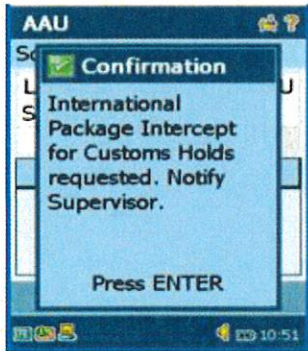 AAU
Confirmation
International
Package Intercept
for Customs Holds
requested. Notify
Supervisor.
Press ENTER
10:51